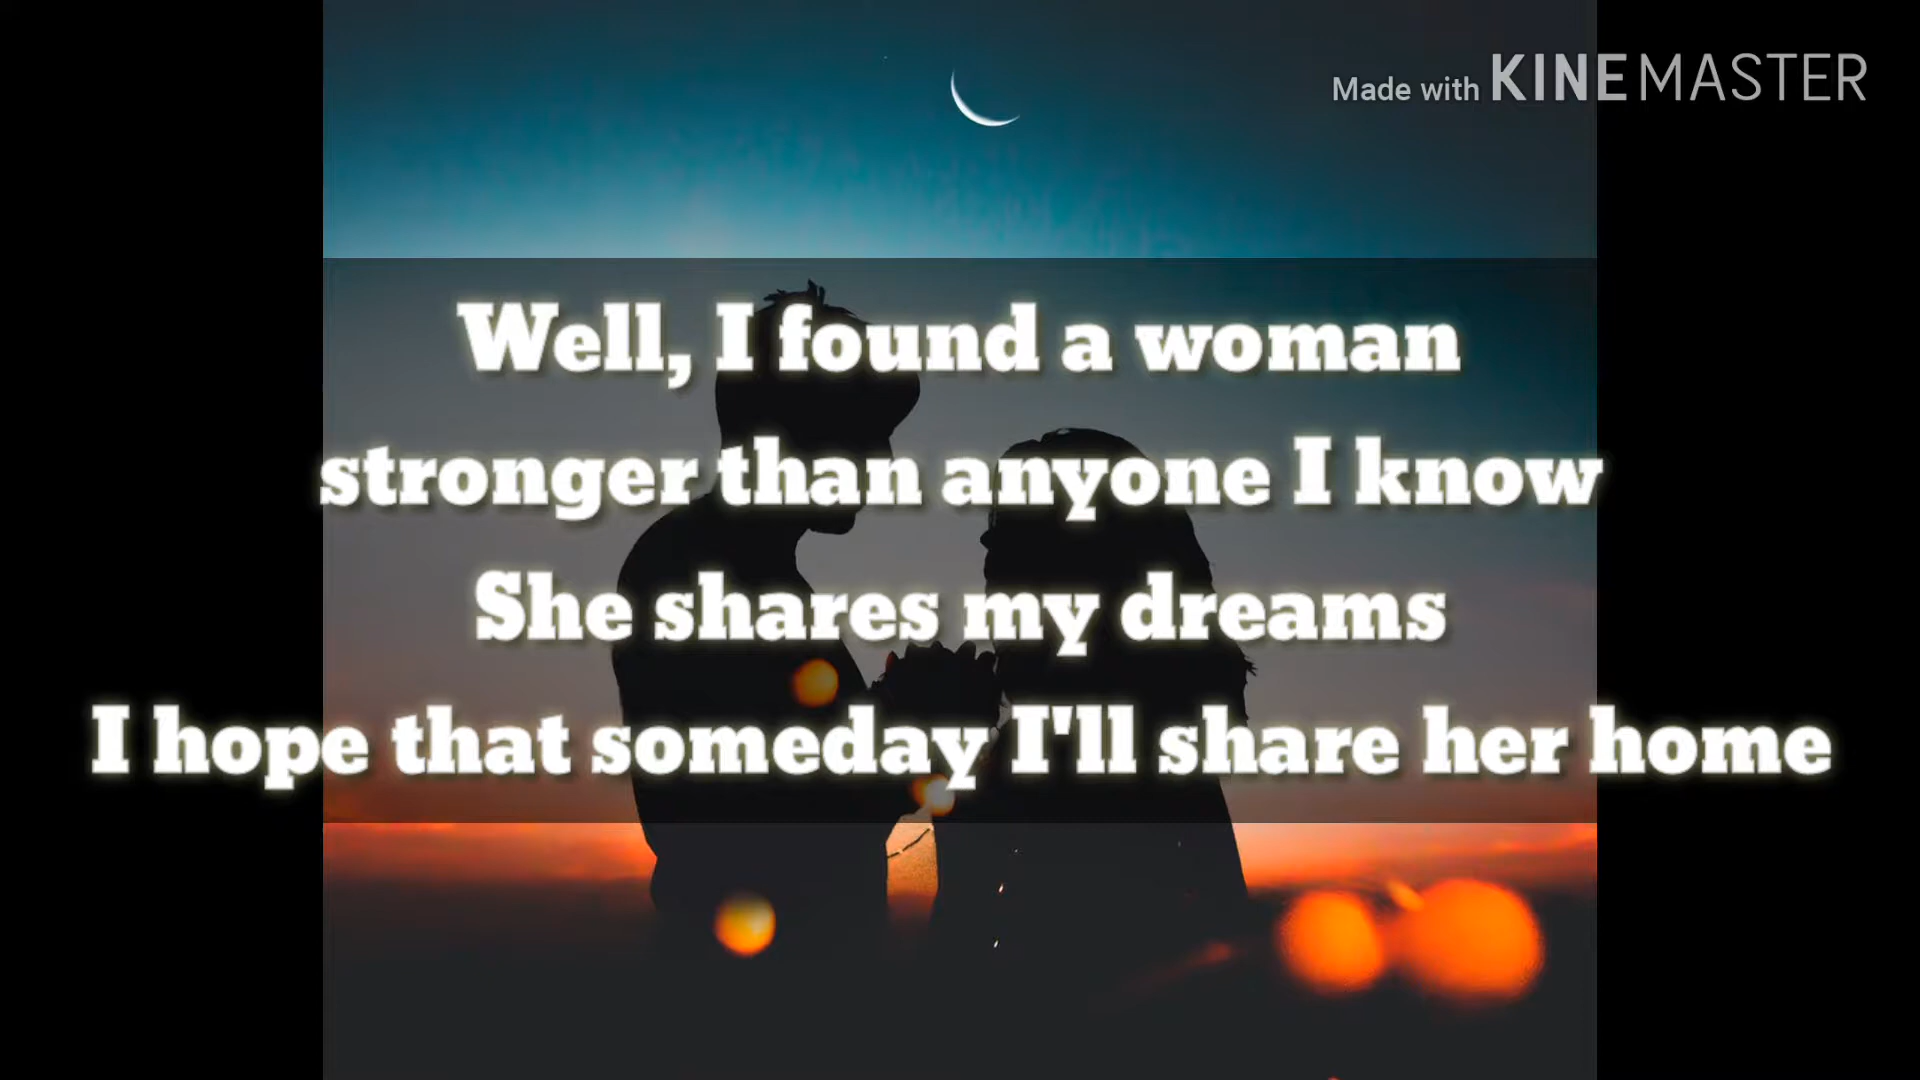 Made with KINEMASTER
Well, I found a woman
stronger than anyone I know
She shares my dreams
I hope that someday I'll share her home